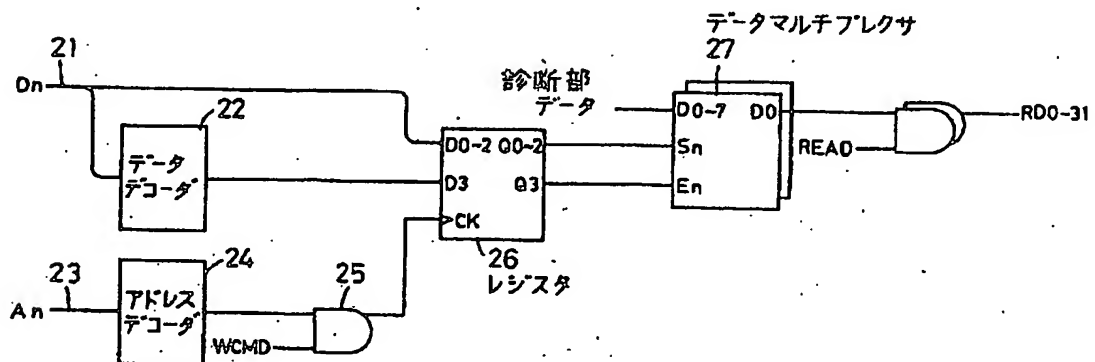 データマルチプレクサ
27
21
Dn
診断部
データ
D0~7 D0
RD0-31
22
データ
デコーダ
D0~2 Q0~2
Sn
READ
D3 Q3
En
CK
26
レジスタ
23
24
25
An
アドレス
デコーダ
WCMD